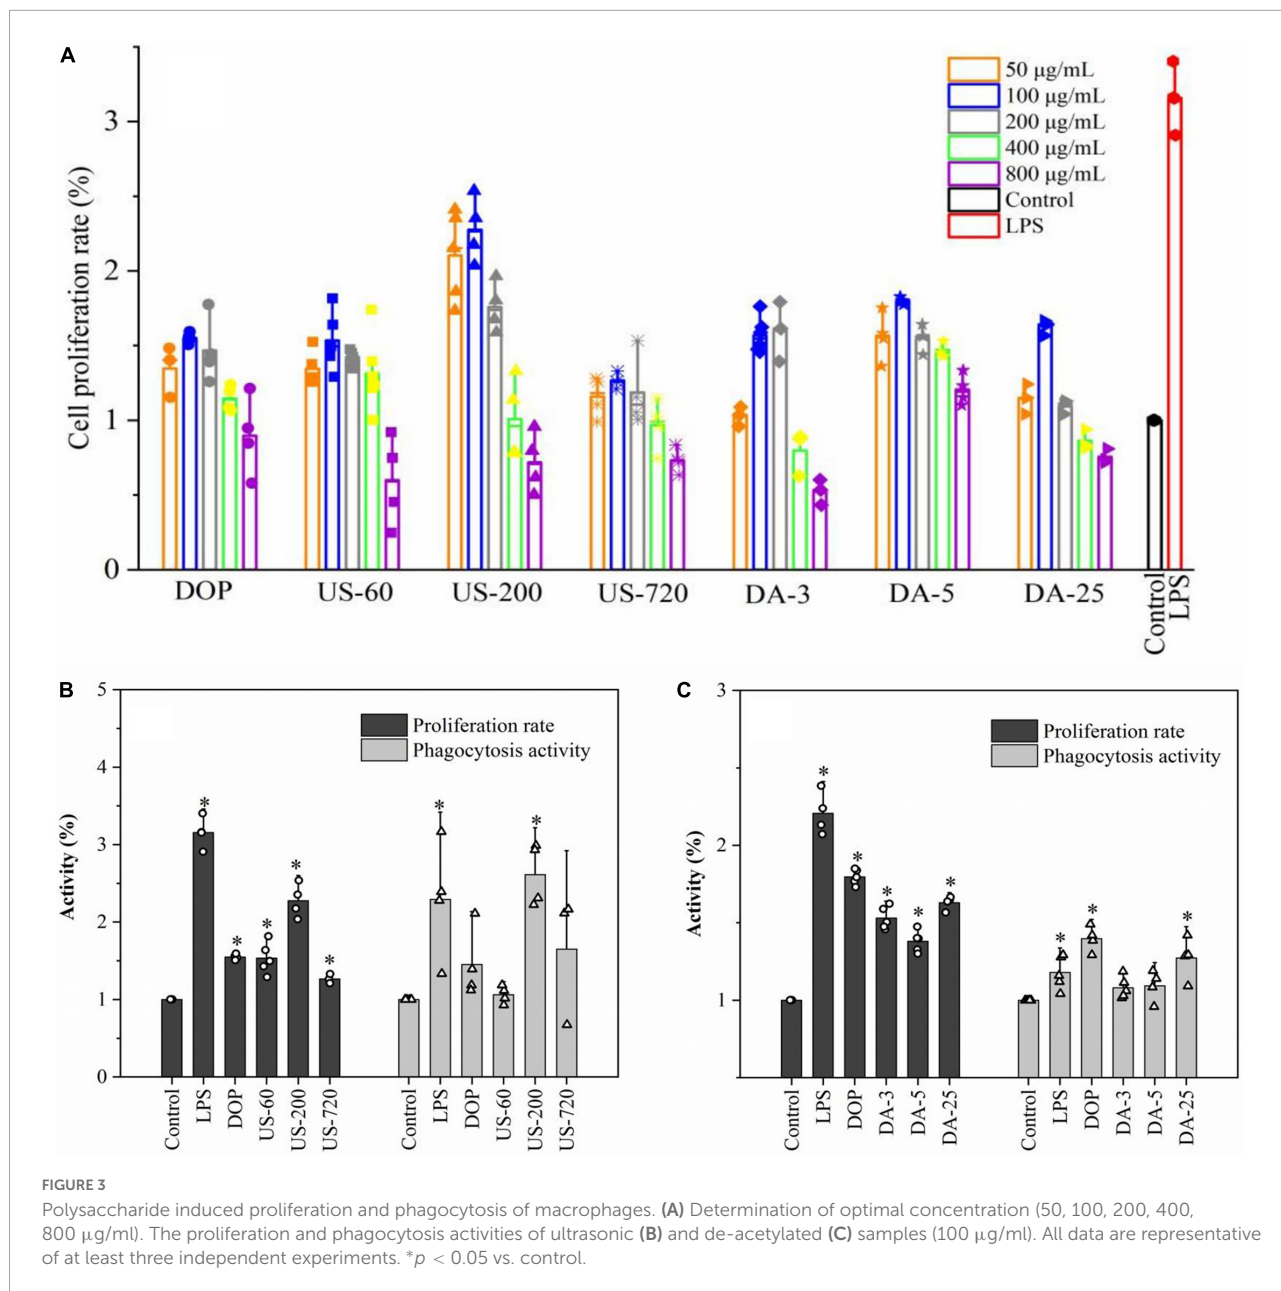 A
Cell proliferation rate (%)
3
2
1
0
50 μg/mL
100 μg/mL
200 μg/mL
400 μg/mL
800 μg/mL
Control
LPS
DOP
US-60
US-200
US-720
DA-3
DA-5
DA-25
Control
LPS
B
Activity (%)
5
4
3
2
1
0
Proliferation rate
Phagocytosis activity
*
*
*
*
*
*
*
Control
LPS
DOP
US-60
US-200
US-720
Control
LPS
DOP
US-60
US-200
US-720
C
Activity (%)
3
2
1
Proliferation rate
Phagocytosis activity
*
*
*
*
*
*
*
*
Control
LPS
DOP
DA-3
DA-5
DA-25
Control
LPS
DOP
DA-3
DA-5
DA-25
FIGURE 3
Polysaccharide induced proliferation and phagocytosis of macrophages. (A) Determination of optimal concentration (50, 100, 200, 400,
800 μg/ml). The proliferation and phagocytosis activities of ultrasonic (B) and de-acetylated (C) samples (100 μg/ml). All data are representative
of at least three independent experiments. *p < 0.05 vs. control.